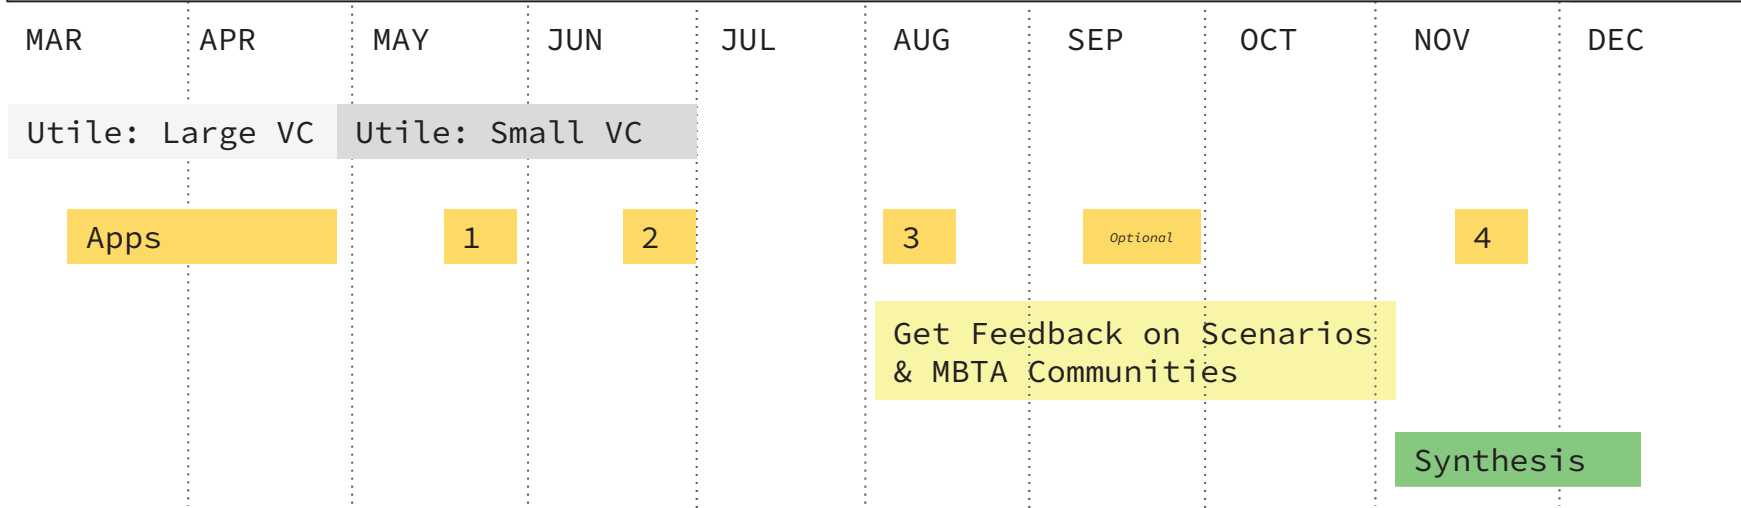 MAR APR MAY JUN JUL AUG SEP OCT NOV DEC
Utile: Large VC Utile: Small VC
Apps 1 2 3 Optional 4
Get Feedback on Scenarios
& MBTA Communities
Synthesis